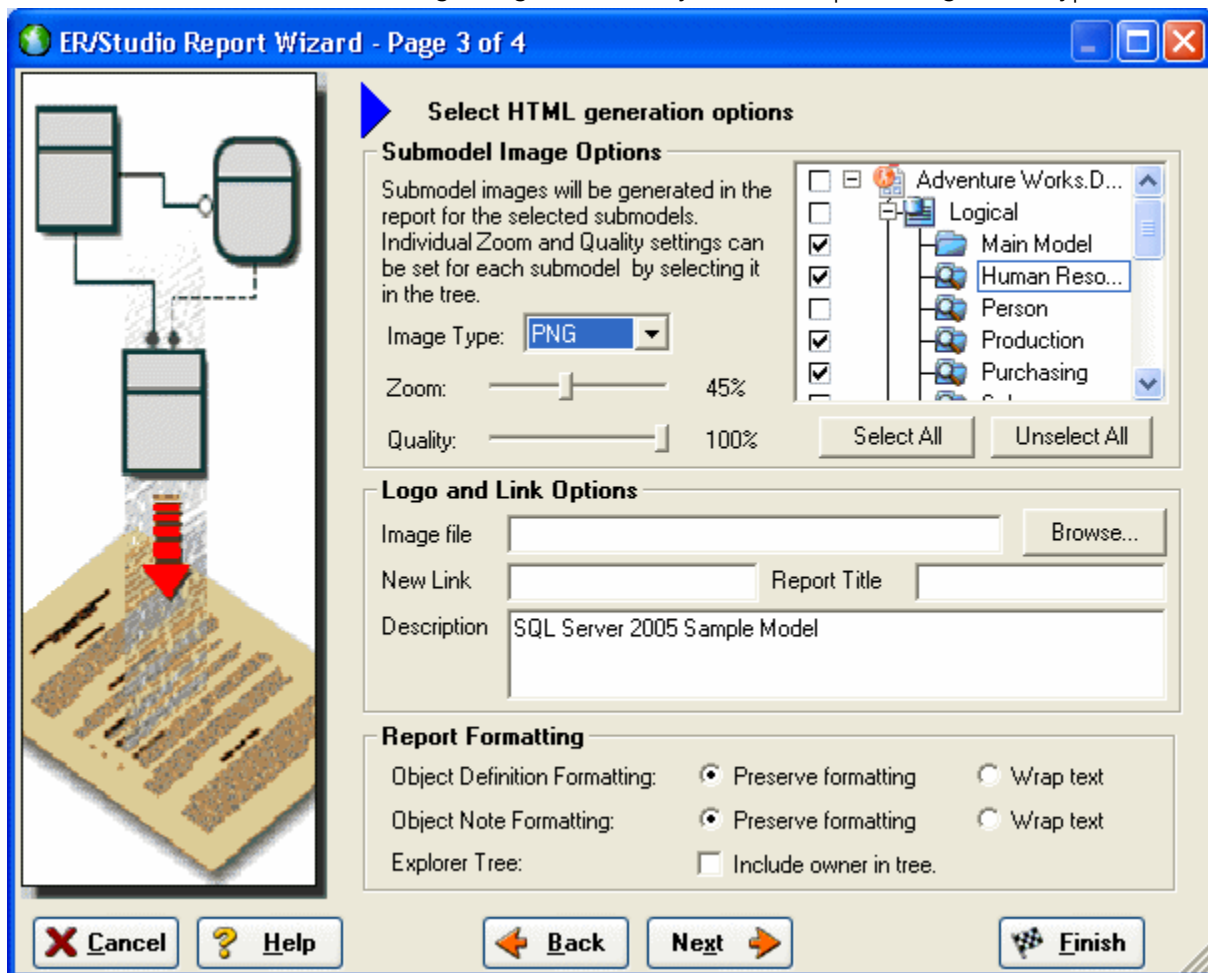 ER/Studio Report Wizard - Page 3 of 4
Select HTML generation options
Submodel Image Options
Submodel images will be generated in the
report for the selected submodels.
Individual Zoom and Quality settings can
be set for each submodel by selecting it
in the tree.
Image Type: PNG
Zoom: 45%
Quality: 100%
Adventure Works.D...
Logical
Main Model
Human Reso...
Person
Production
Purchasing
Select All Unselect All
Logo and Link Options
Image file Browse...
New Link Report Title
Description SQL Server 2005 Sample Model
Report Formatting
Object Definition Formatting: Preserve formatting Wrap text
Object Note Formatting: Preserve formatting Wrap text
Explorer Tree: Include owner in tree.
Cancel Help Back Next Finish